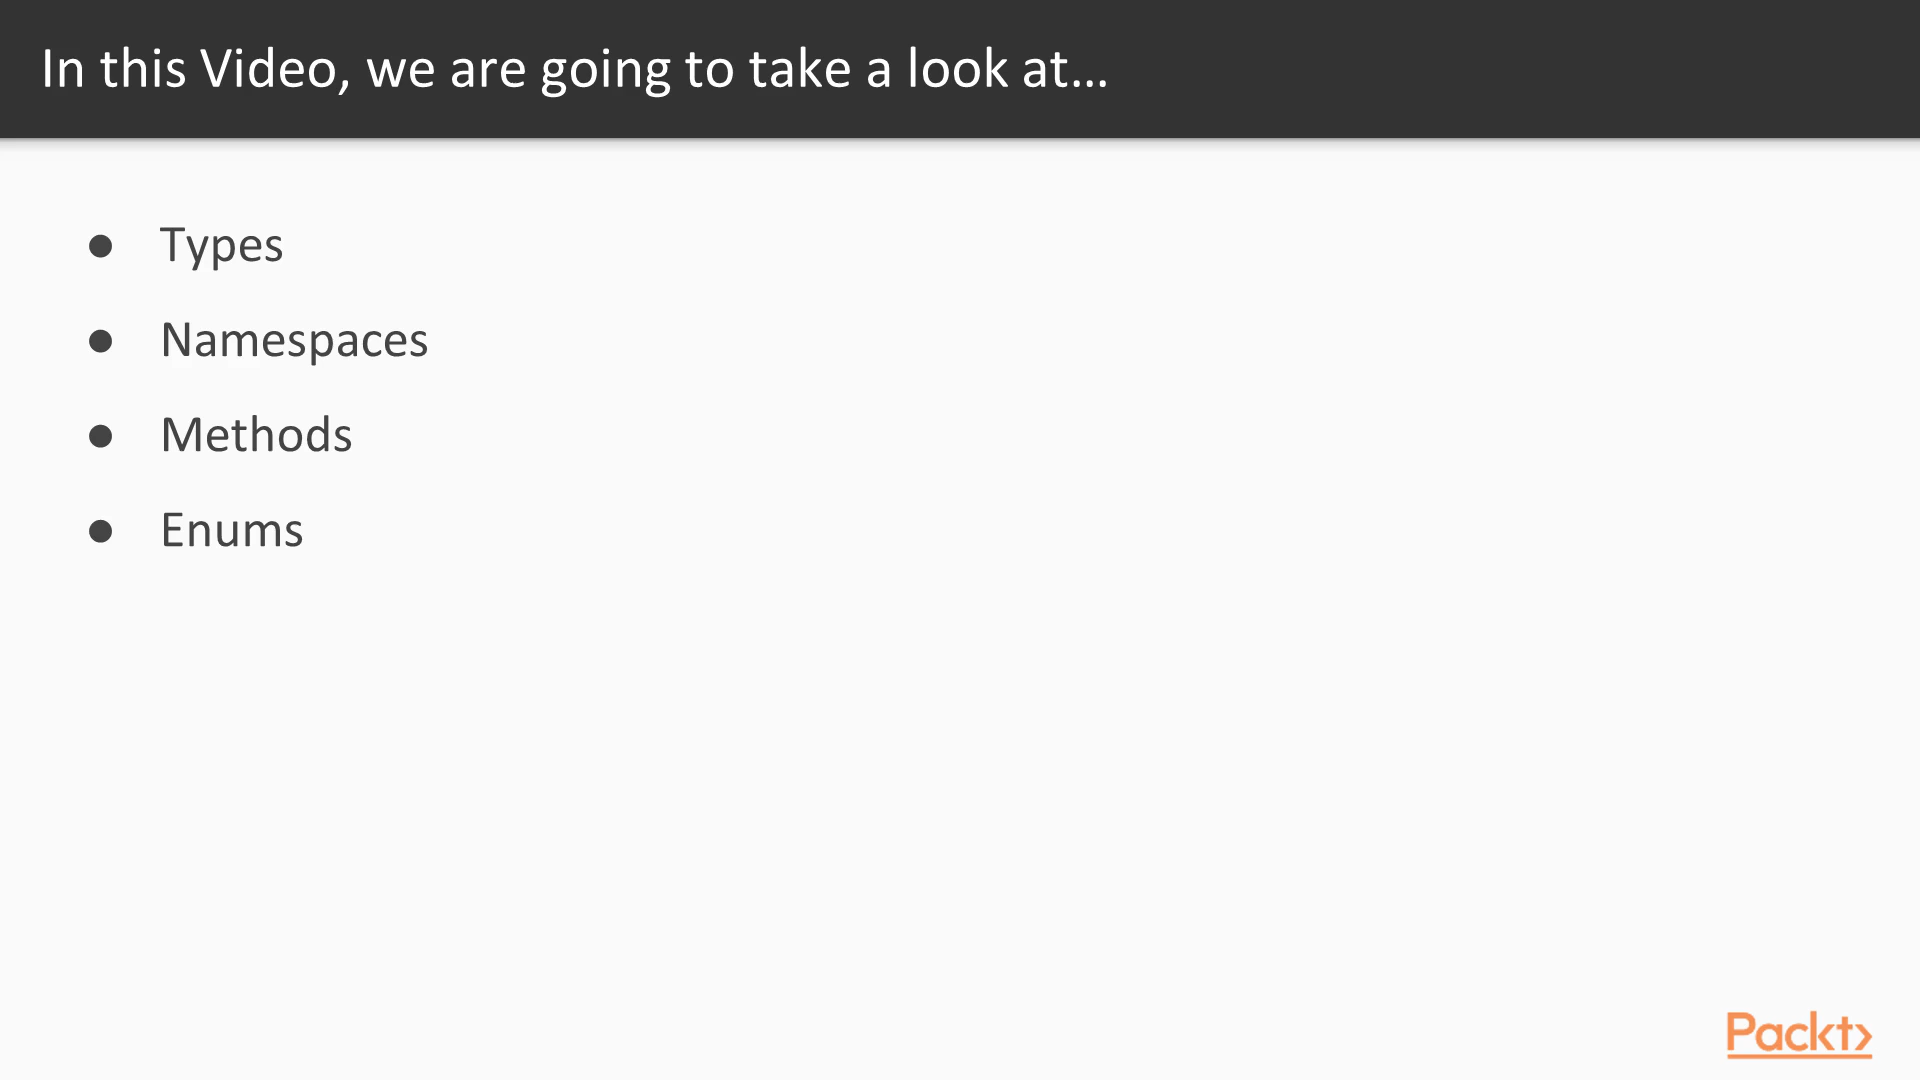 In this Video, we are going to take a look at…
● Types
● Namespaces
● Methods
● Enums
Packt>